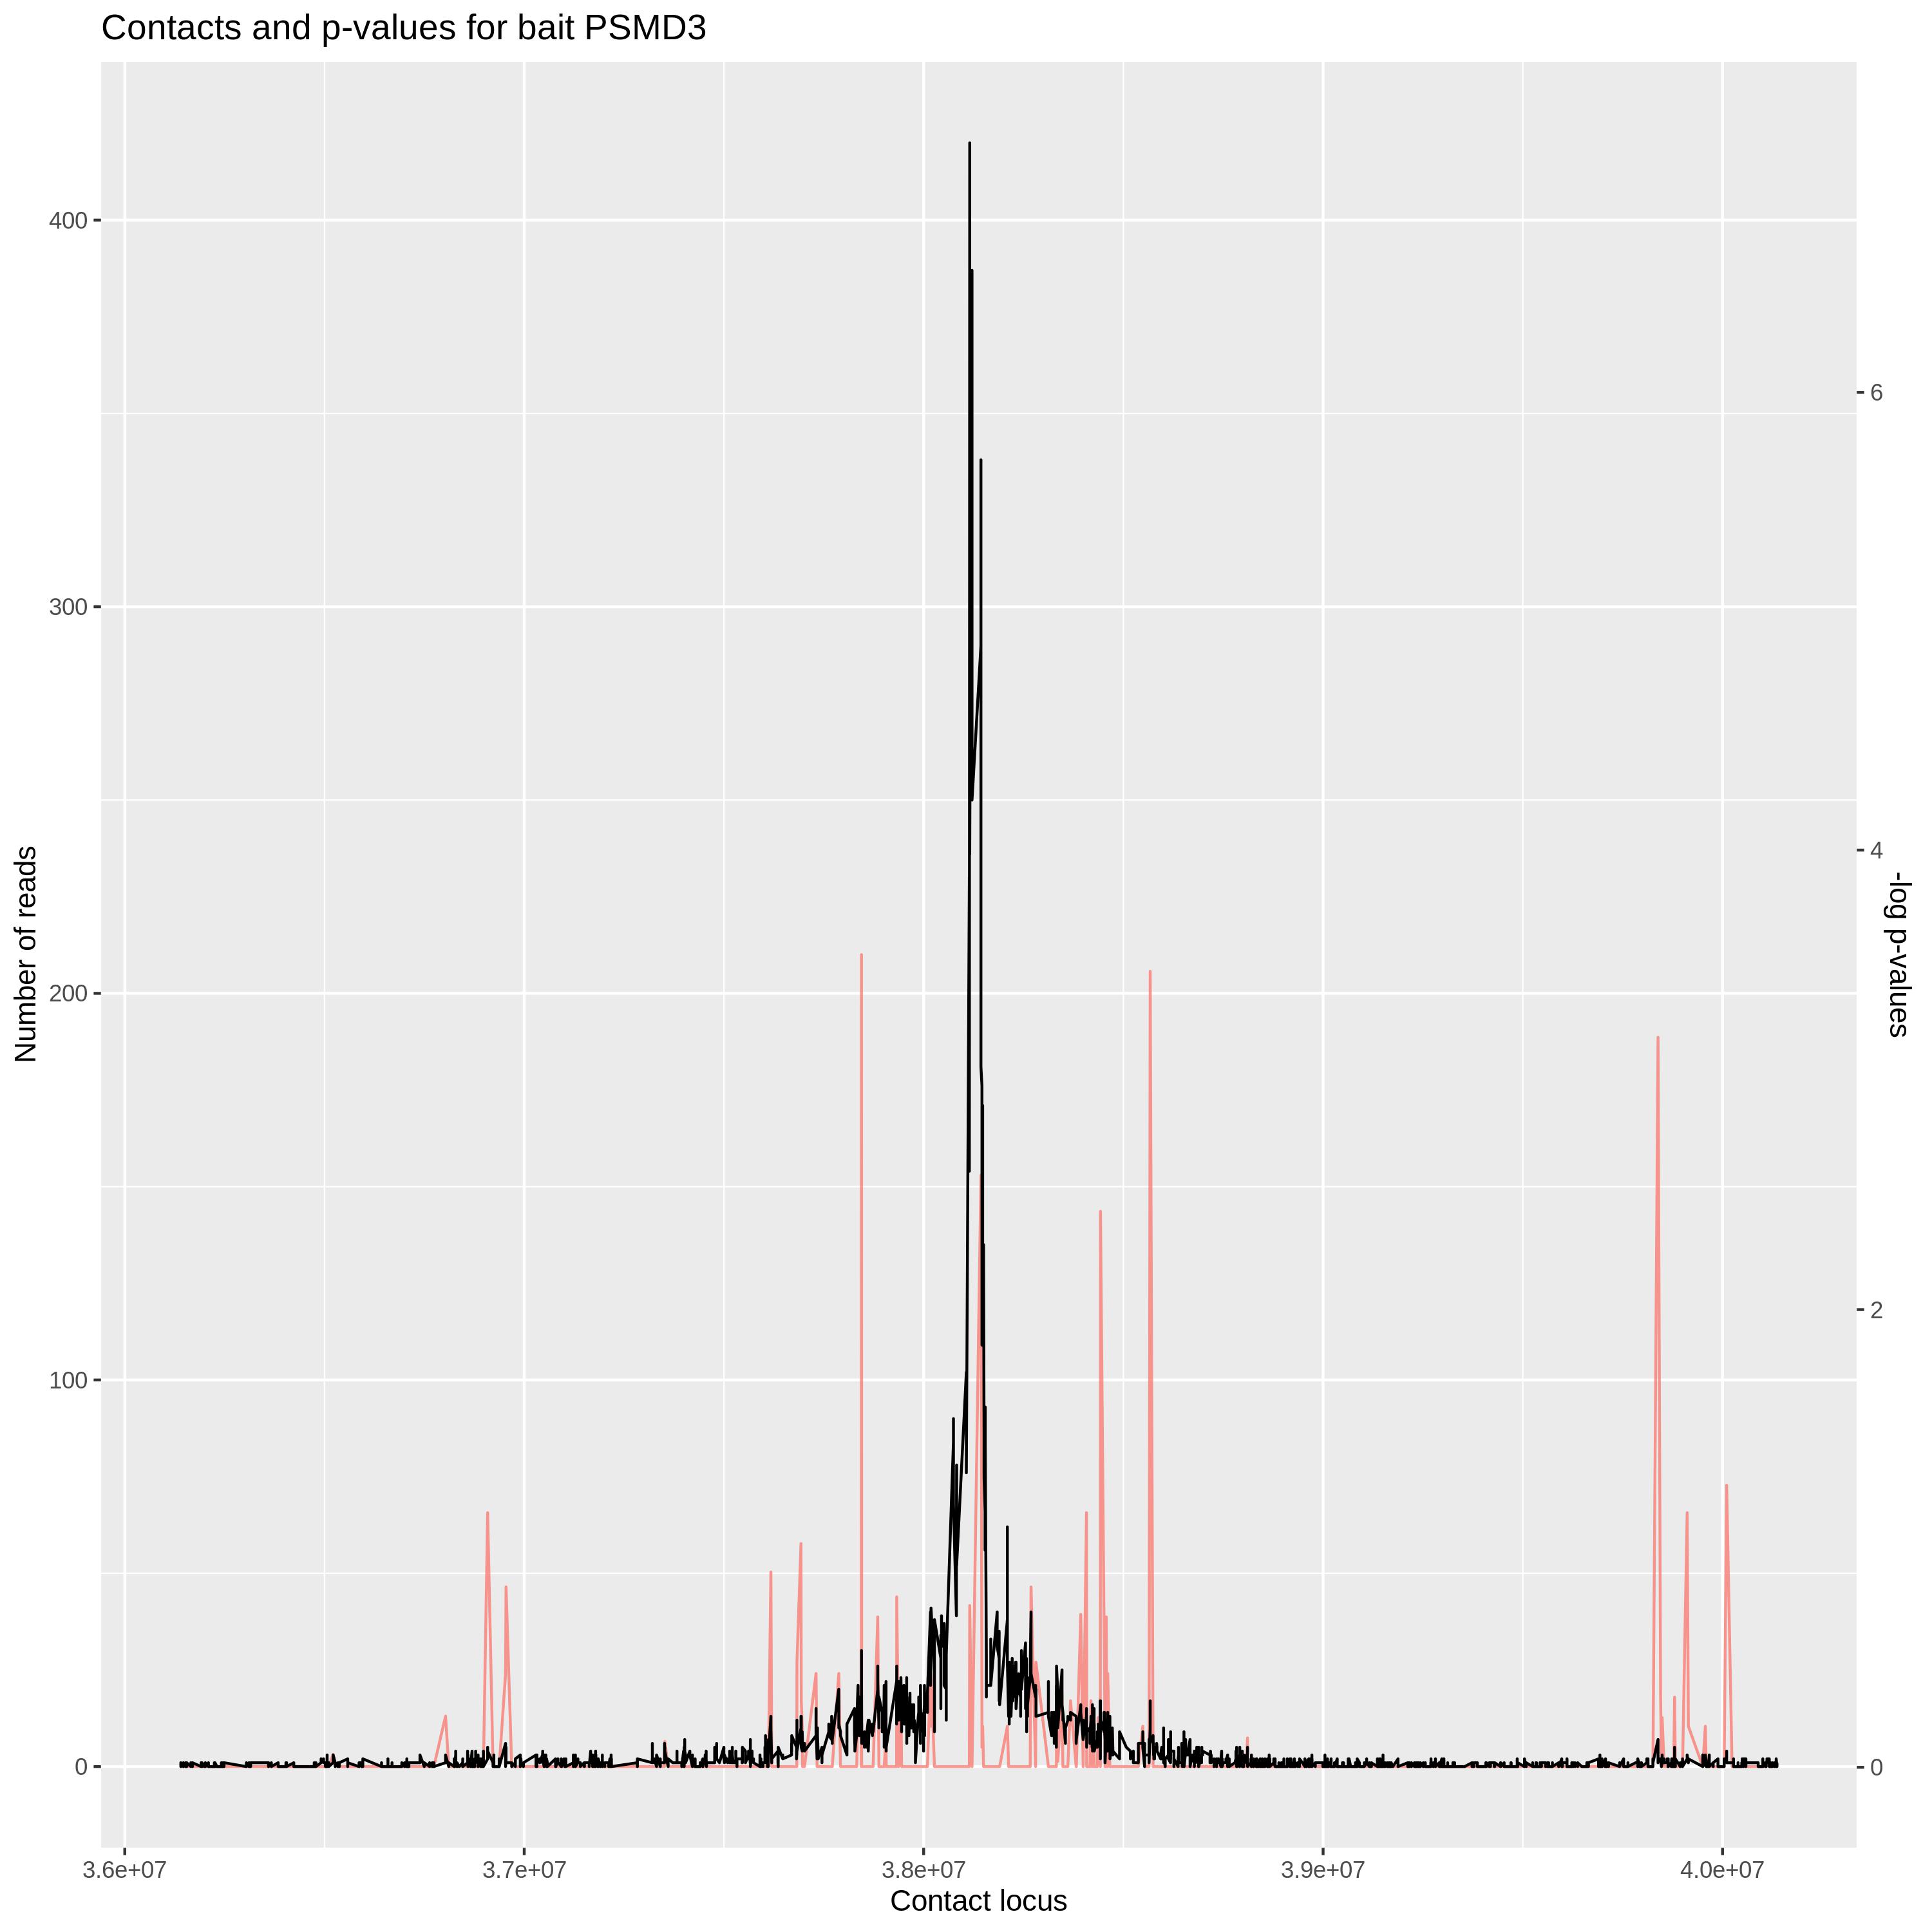 Contacts and p-values for bait PSMD3
400
300
200
100
0
Number of reads
6
4
2
0
-log p-values
3.6e+07
3.7e+07
3.8e+07
3.9e+07
4.0e+07
Contact locus